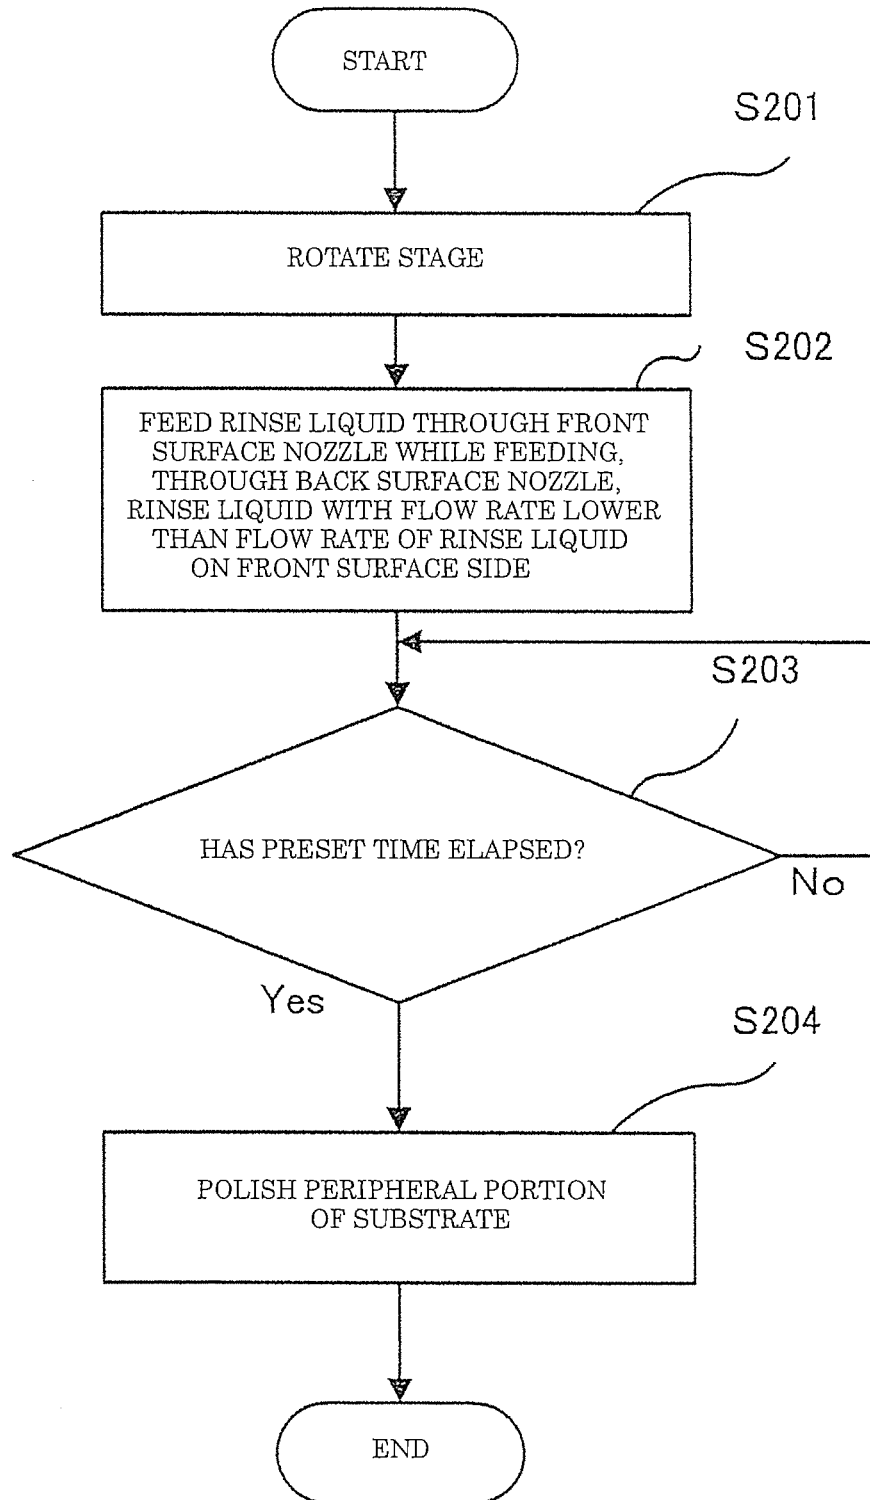 START
S201
ROTATE STAGE
S202
FEED RINSE LIQUID THROUGH FRONT
SURFACE NOZZLE WHILE FEEDING,
THROUGH BACK SURFACE NOZZLE,
RINSE LIQUID WITH FLOW RATE LOWER
THAN FLOW RATE OF RINSE LIQUID
ON FRONT SURFACE SIDE
S203
HAS PRESET TIME ELAPSED?
No
Yes
S204
POLISH PERIPHERAL PORTION
OF SUBSTRATE
END